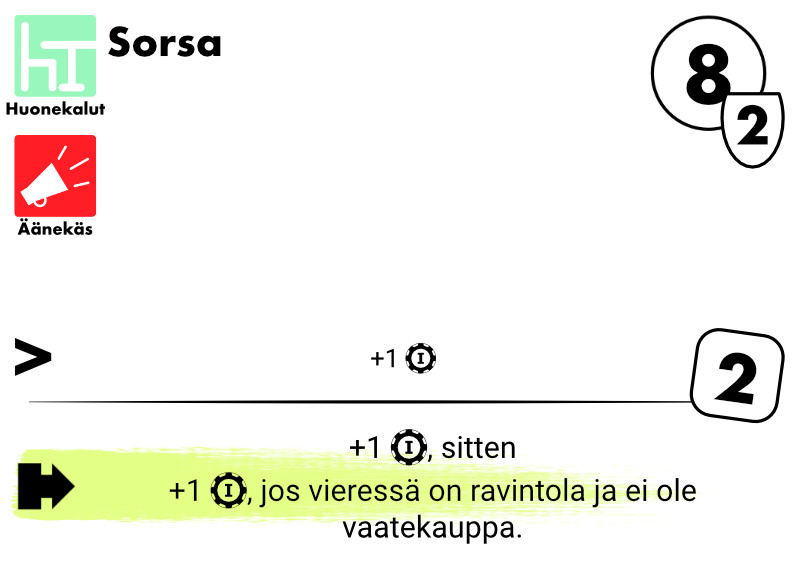 Sorsa
8
2
Huonekalut
Äänekäs
> +1 I
2
+1 I, sitten
+1 I, jos vieressä on ravintola ja ei ole
vaatekauppa.